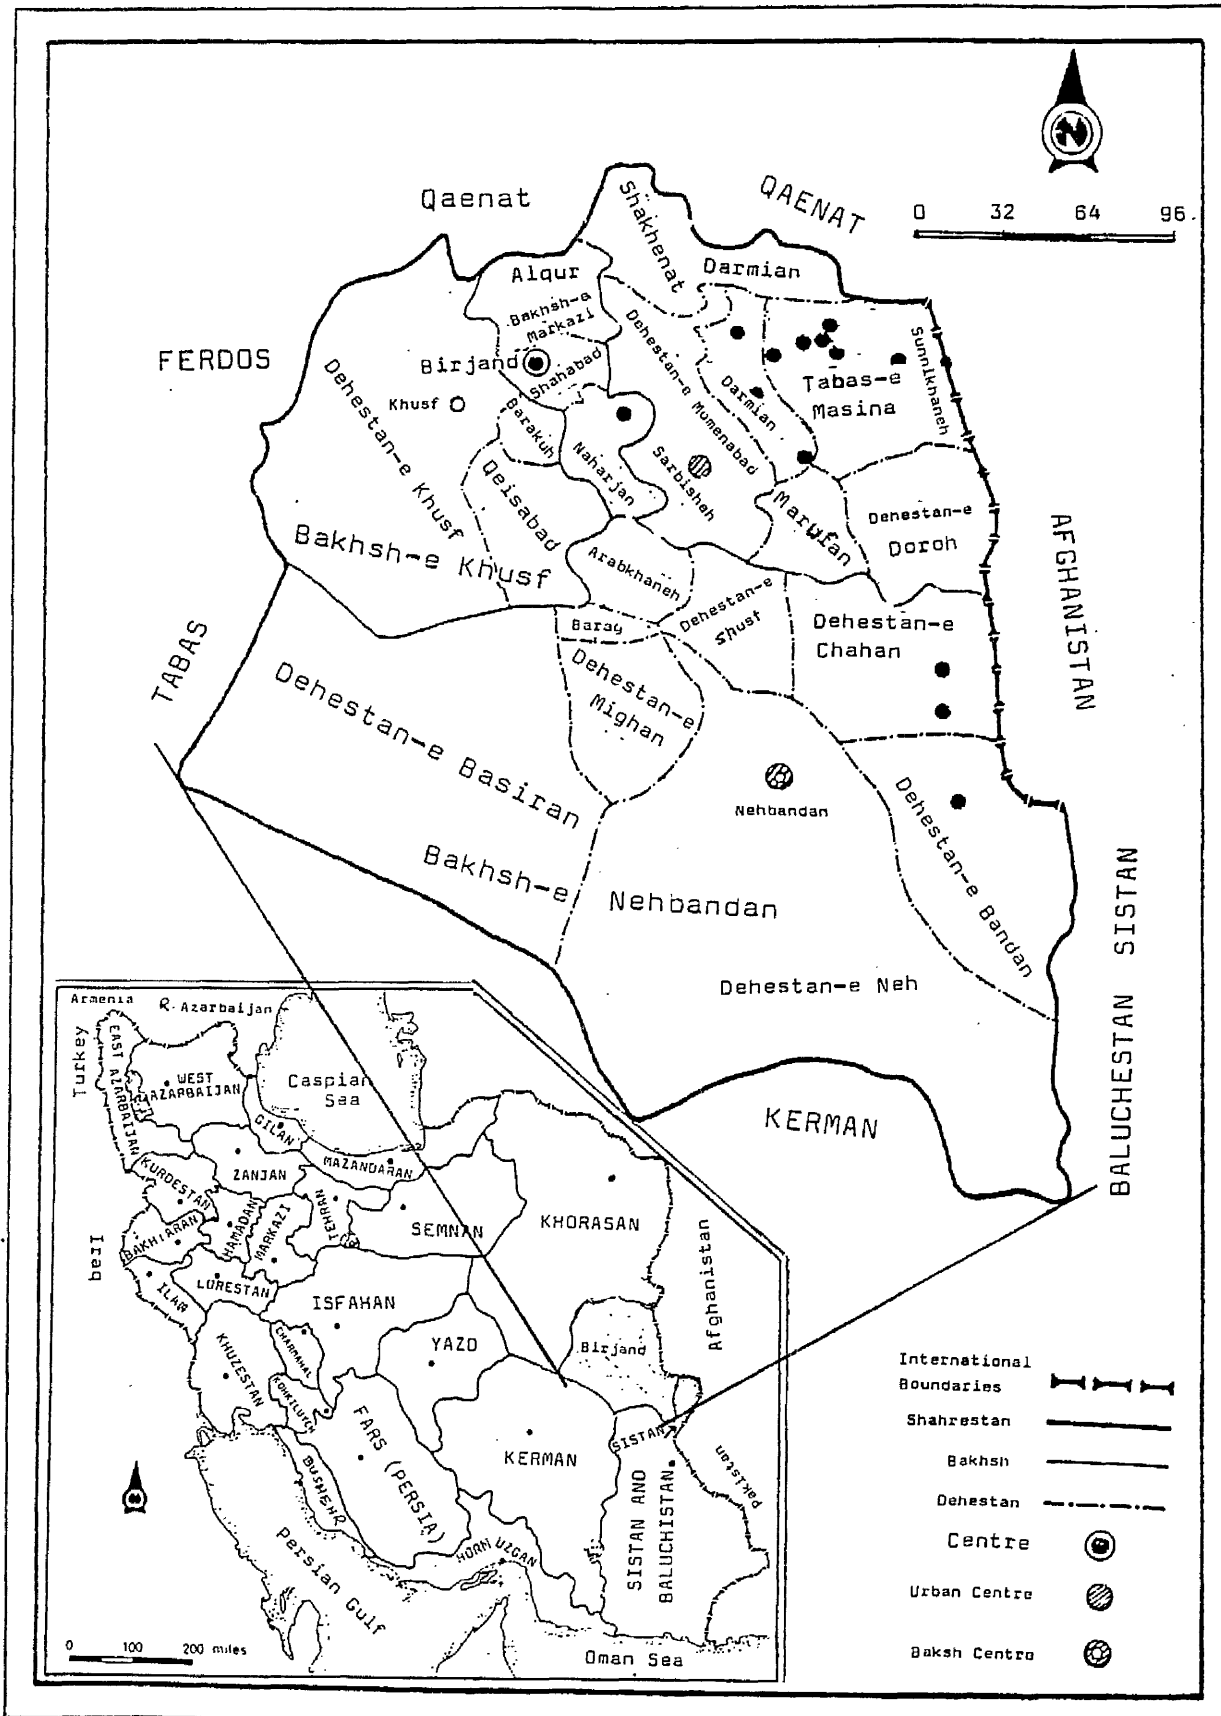 N
Qaenat
QAENAT
0 32 64 96.
Shakhenat
Darmian
Alqur
Bakhsh-e
Markazi
FERDOS
Birjand
Shahabad
Khusf
Dehestan-e Khusf
Barakuh
Qeisabad
Naharjan
Dehestan-e Momenabad
Sarbisheh
Darmian
Tabas-e
Masina
Sunnikhaneh
Marufan
Dehestan-e
Doroh
AFGHANISTAN
Bakhsh-e Khusf
Arabkhaneh
Barag
Dehestan-e
Shusf
Dehestan-e
Chahan
TABAS
Dehestan-e
Mighan
Dehestan-e Basiran
Nehbandan
Dehestan-e Bandan
Bakhsh-e Nehbandan
Dehestan-e Neh
KERMAN
BALUCHESTAN SISTAN
Armenia
R.Azarbaijan
Turkey
EAST AZARBAIJAN
WEST
AZARBAIJAN
Caspian
Sea
GILAN
MAZANDARAN
ZANJAN
KURDESTAN
HAMADAN
MARKAZI
TEHRAN
SEMNAN
KHORASAN
BAKHTARAN
Iraq
ILAM
LORESTAN
ISFAHAN
Afghanistan
KHUZESTAN
CHARMAHAL
YAZD
Birjand
KOHKILUYEH
FARS (PERSIA)
KERMAN
SISTAN
Pakistan
BUSHEHR
SISTAN AND
BALUCHISTAN
HORMUZGAN
Persian Gulf
Oman Sea
0 100 200 miles
International
Boundaries
Shahrestan
Bakhsh
Dehestan
Centre
Urban Centre
Baksh Centre